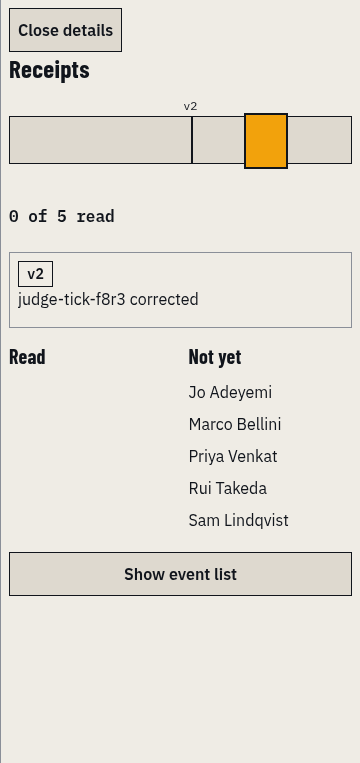 Close details
Receipts
v2
0 of 5 read
v2
judge-tick-f8r3 corrected
Read
Not yet
Jo Adeyemi
Marco Bellini
Priya Venkat
Rui Takeda
Sam Lindqvist
Show event list